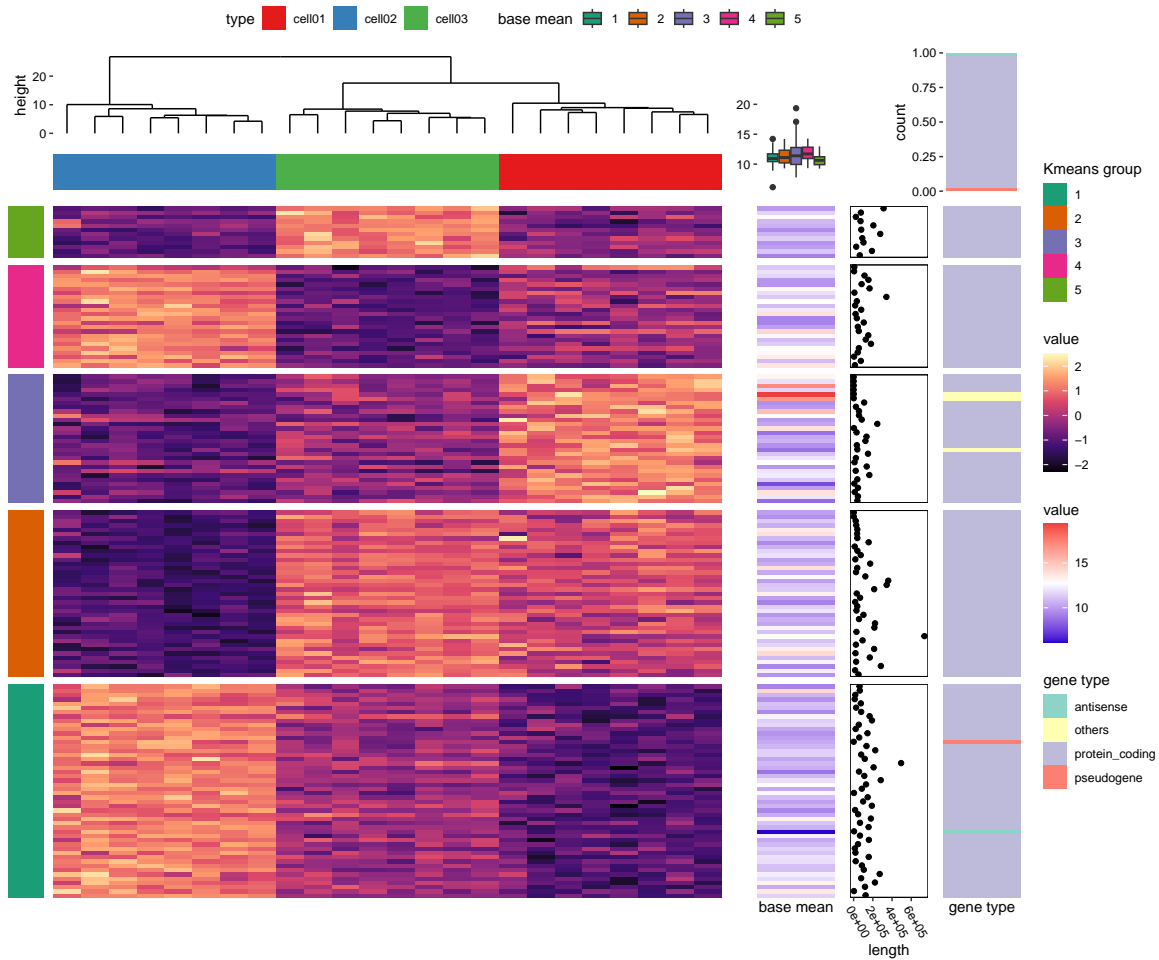 type cell01 cell02 cell03 base mean 1 2 3 4 5
height
20
10
0
20
15
10
count
1.00
0.75
0.50
0.25
0.00
base mean
0e+00 2e+05 4e+05 6e+05
length
gene type
Kmeans group
1
2
3
4
5
value
2
1
0
−1
−2
value
15
10
gene type
antisense
others
protein_coding
pseudogene